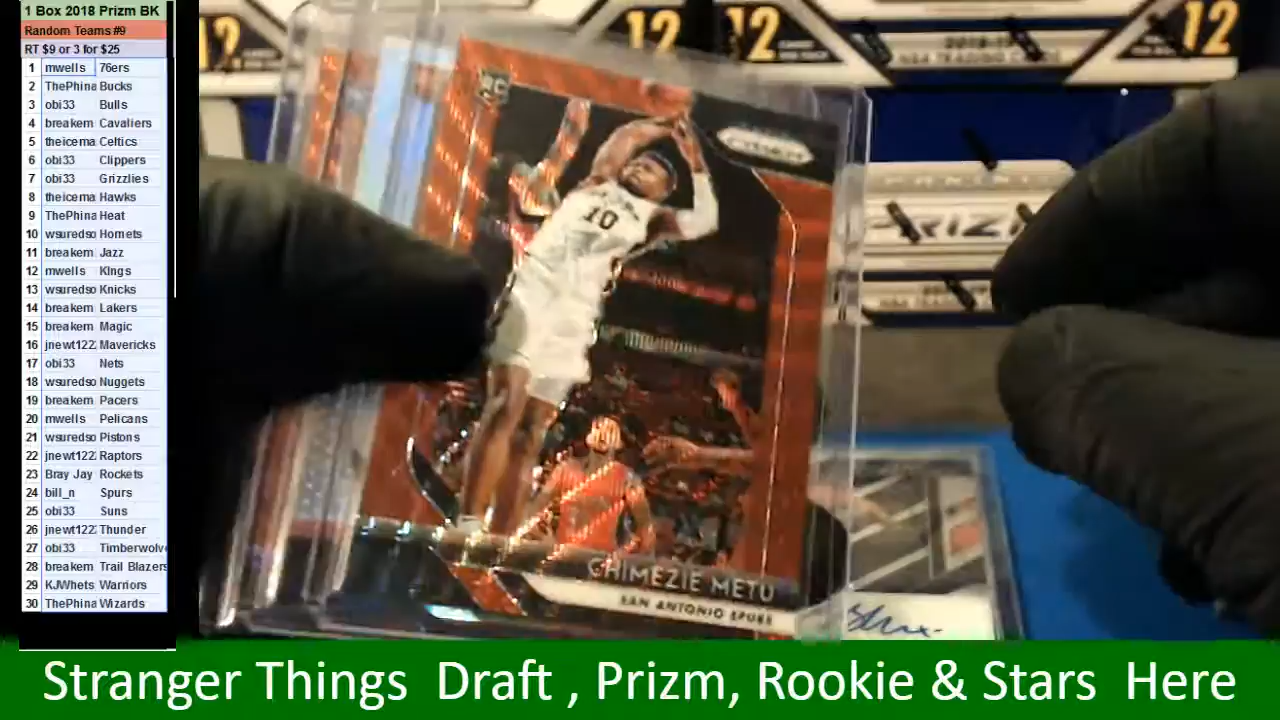 1 Box 2018 Prizm BK
Random Teams #9
RT $9 or 3 for $25
1 mwells 76ers
2 ThePhina Bucks
3 obi33 Bulls
4 breakem Cavaliers
5 theicema Celtics
6 obi33 Clippers
7 obi33 Grizzlies
8 theicema Hawks
9 ThePhina Heat
10 wsuredso Hornets
11 breakem Jazz
12 mwells KIngs
13 wsuredso Knicks
14 breakem Lakers
15 breakem Magic
16 jnewt122 Mavericks
17 obi33 Nets
18 wsuredso Nuggets
19 breakem Pacers
20 mwells Pelicans
21 wsuredso Pistons
22 jnewt122 Raptors
23 Bray Jay Rockets
24 bill_n Spurs
25 obi33 Suns
26 jnewt122 Thunder
27 obi33 Timberwolv
28 breakem Trail Blazers
29 KJWhets Warriors
30 ThePhina Wizards
12 12 12
RC
PRIZM
10
CHIMEZIE METU
SAN ANTONIO SPURS
Stranger Things Draft , Prizm, Rookie & Stars Here